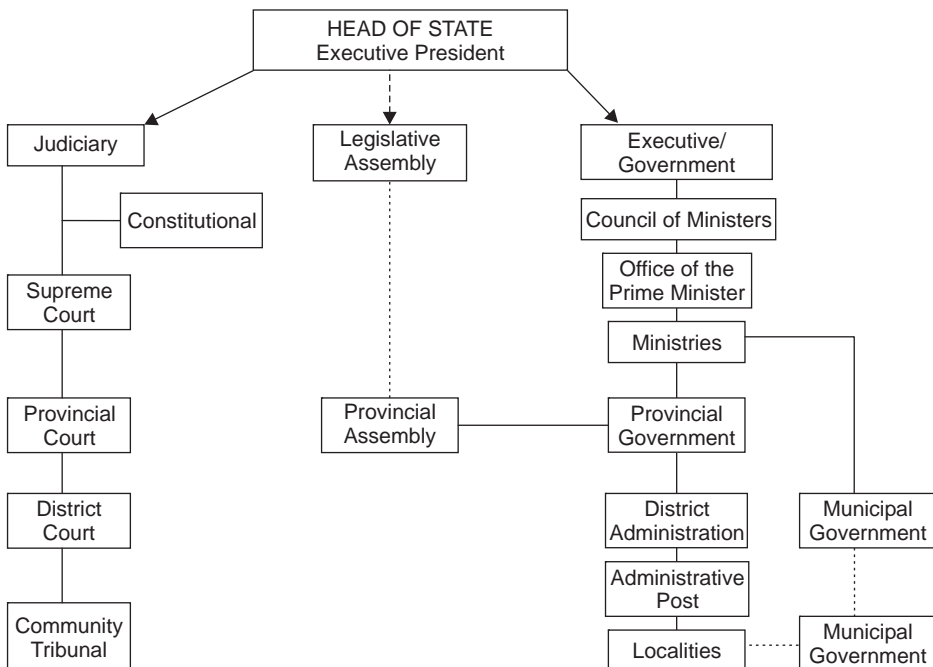 HEAD OF STATE
Executive President
Judiciary
Legislative
Assembly
Executive/
Government
Constitutional
Council of Ministers
Office of the
Prime Minister
Supreme
Court
Ministries
Provincial
Court
Provincial
Assembly
Provincial
Government
District
Court
District
Administration
Municipal
Government
Administrative
Post
Community
Tribunal
Localities
Municipal
Government